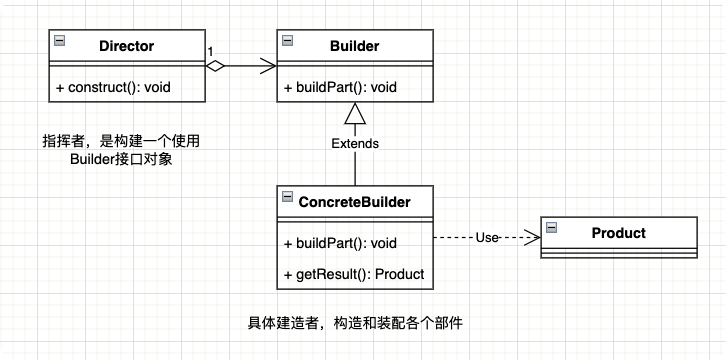 Director
+ construct(): void
1
Builder
+ buildPart(): void
指挥者，是构建一个使用
Builder接口对象
Extends
ConcreteBuilder
+ buildPart(): void
+ getResult(): Product
Use
Product
具体建造者，构造和装配各个部件